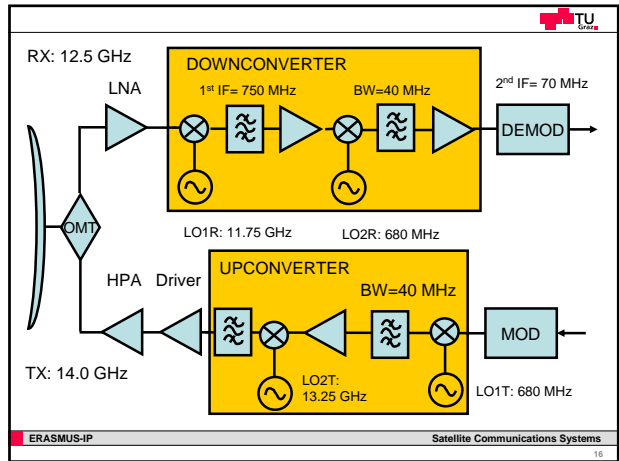 TU
Graz
RX: 12.5 GHz
DOWNCONVERTER
LNA
1st IF= 750 MHz
BW=40 MHz
2nd IF= 70 MHz
DEMOD
OMT
LO1R: 11.75 GHz
LO2R: 680 MHz
UPCONVERTER
HPA
Driver
BW=40 MHz
MOD
TX: 14.0 GHz
LO2T:
13.25 GHz
LO1T: 680 MHz
ERASMUS-IP
Satellite Communications Systems
16